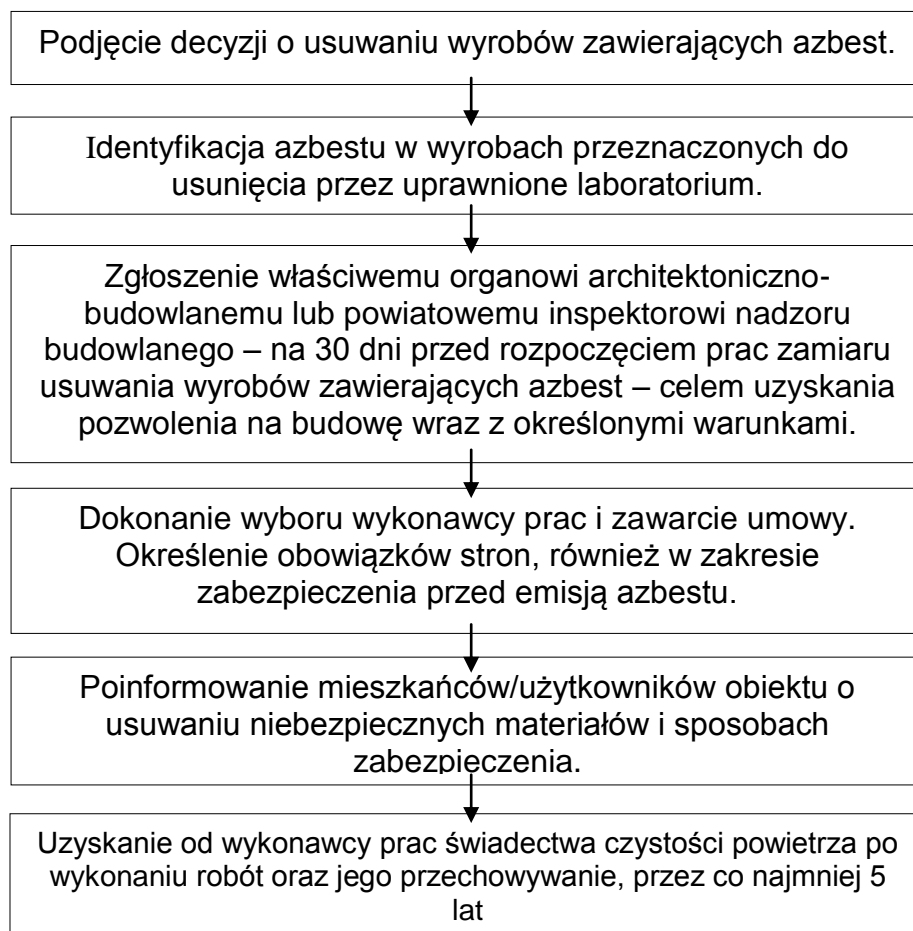 Podjęcie decyzji o usuwaniu wyrobów zawierających azbest.
Identyfikacja azbestu w wyrobach przeznaczonych do
usunięcia przez uprawnione laboratorium.
Zgłoszenie właściwemu organowi architektoniczno-
budowlanemu lub powiatowemu inspektorowi nadzoru
budowlanego – na 30 dni przed rozpoczęciem prac zamiaru
usuwania wyrobów zawierających azbest – celem uzyskania
pozwolenia na budowę wraz z określonymi warunkami.
Dokonanie wyboru wykonawcy prac i zawarcie umowy.
Określenie obowiązków stron, również w zakresie
zabezpieczenia przed emisją azbestu.
Poinformowanie mieszkańców/użytkowników obiektu o
usuwaniu niebezpiecznych materiałów i sposobach
zabezpieczenia.
Uzyskanie od wykonawcy prac świadectwa czystości powietrza po
wykonaniu robót oraz jego przechowywanie, przez co najmniej 5
lat